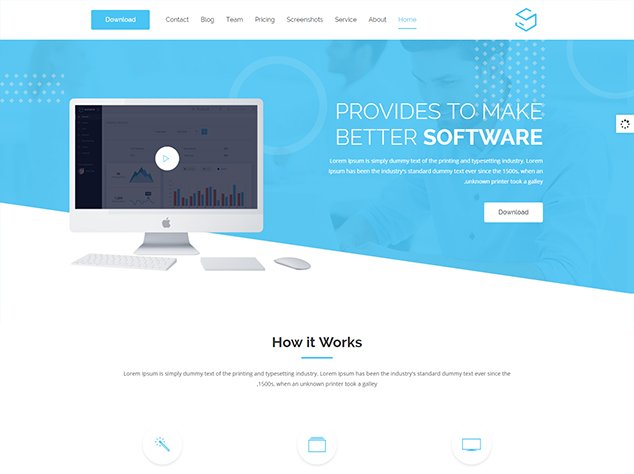 Download Contact Blog Team Pricing Screenshots Service About Home
PROVIDES TO MAKE
BETTER SOFTWARE
Lorem Ipsum is simply dummy text of the printing and typesetting industry. Lorem
Ipsum has been the industry's standard dummy text ever since the 1500s, when an
.unknown printer took a galley
Download
How it Works
Lorem Ipsum is simply dummy text of the printing and typesetting industry. Lorem Ipsum has been the industry's standard dummy text ever since the
.1500s, when an unknown printer took a galley